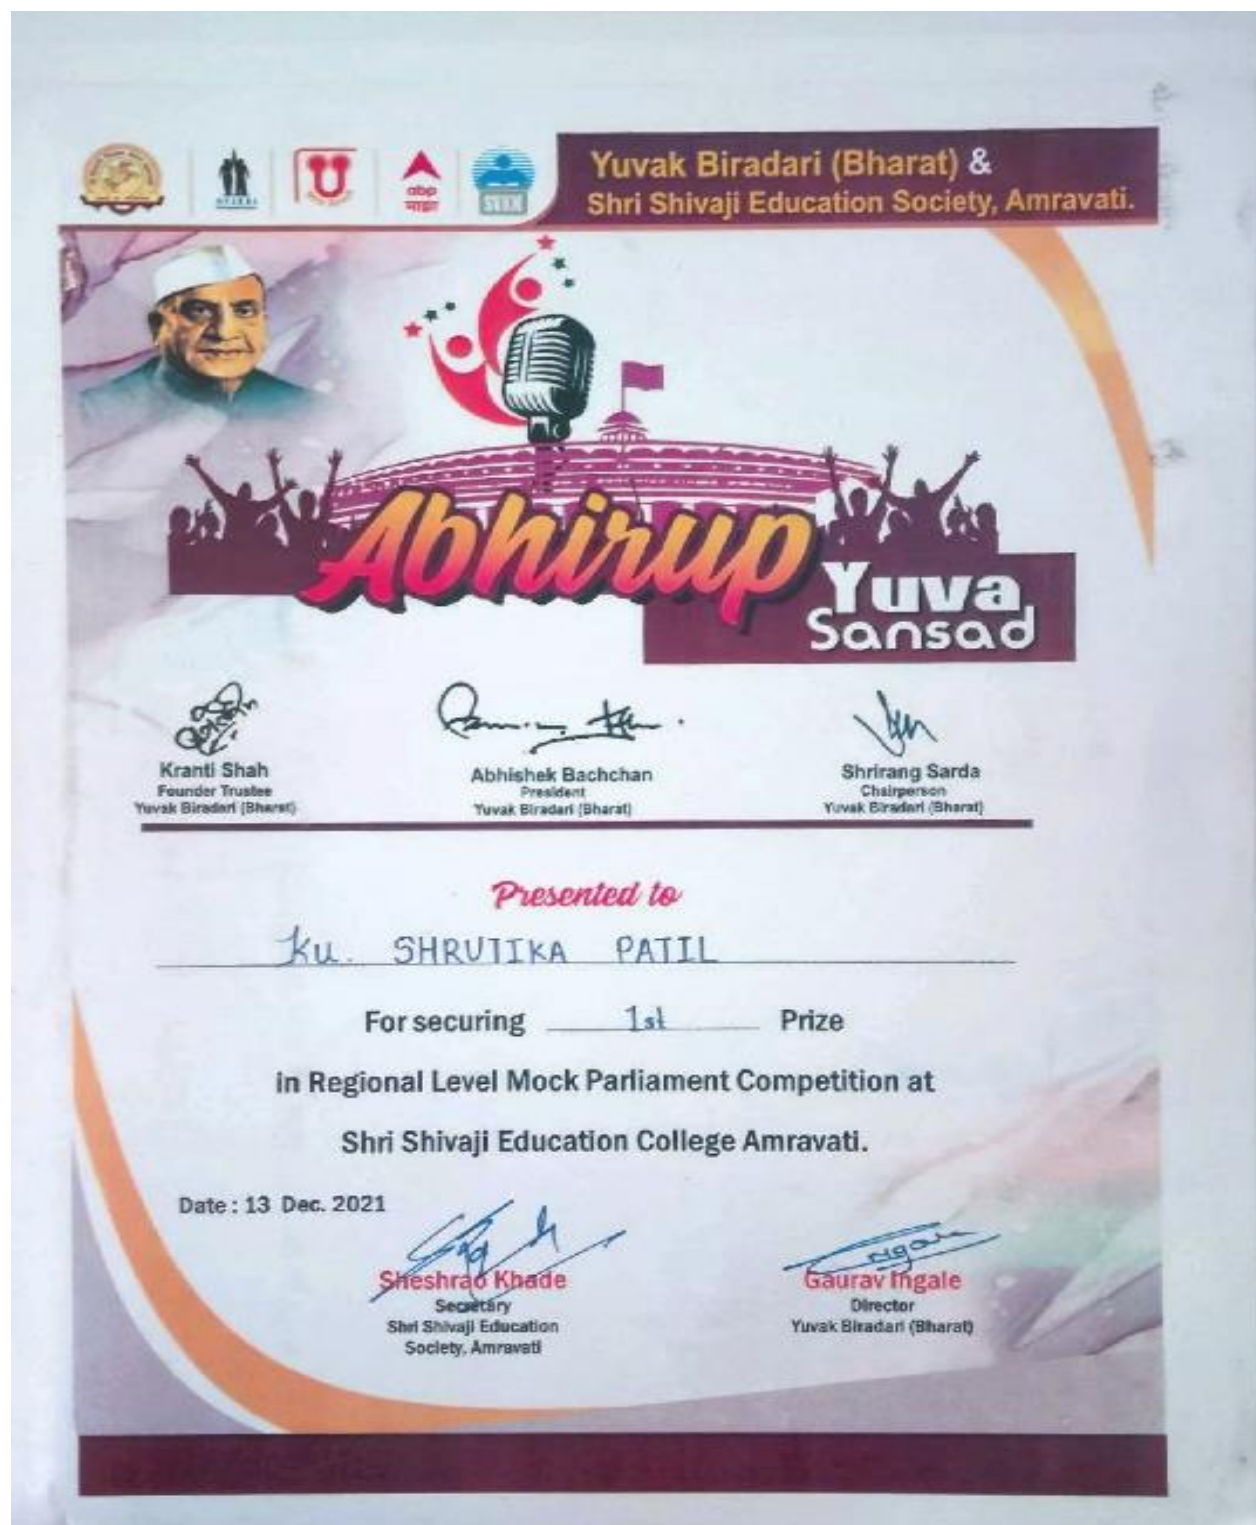 abp
माझा
Yuvak Biradari (Bharat) &
Shri Shivaji Education Society, Amravati.
Abhirup
Yuva
Sansad
Kranti Shah
Founder Trustee
Yuvak Biradari (Bharat)
Abhishek Bachchan
President
Yuvak Biradari (Bharat)
Shrirang Sarda
Chairperson
Yuvak Biradari (Bharat)
Presented to
Ku. SHRUTIKA PATIL
For securing 1st Prize
in Regional Level Mock Parliament Competition at
Shri Shivaji Education College Amravati.
Date : 13 Dec. 2021
Sheshrao Khade
Secretary
Shri Shivaji Education
Society, Amravati
Gaurav Ingale
Director
Yuvak Biradari (Bharat)